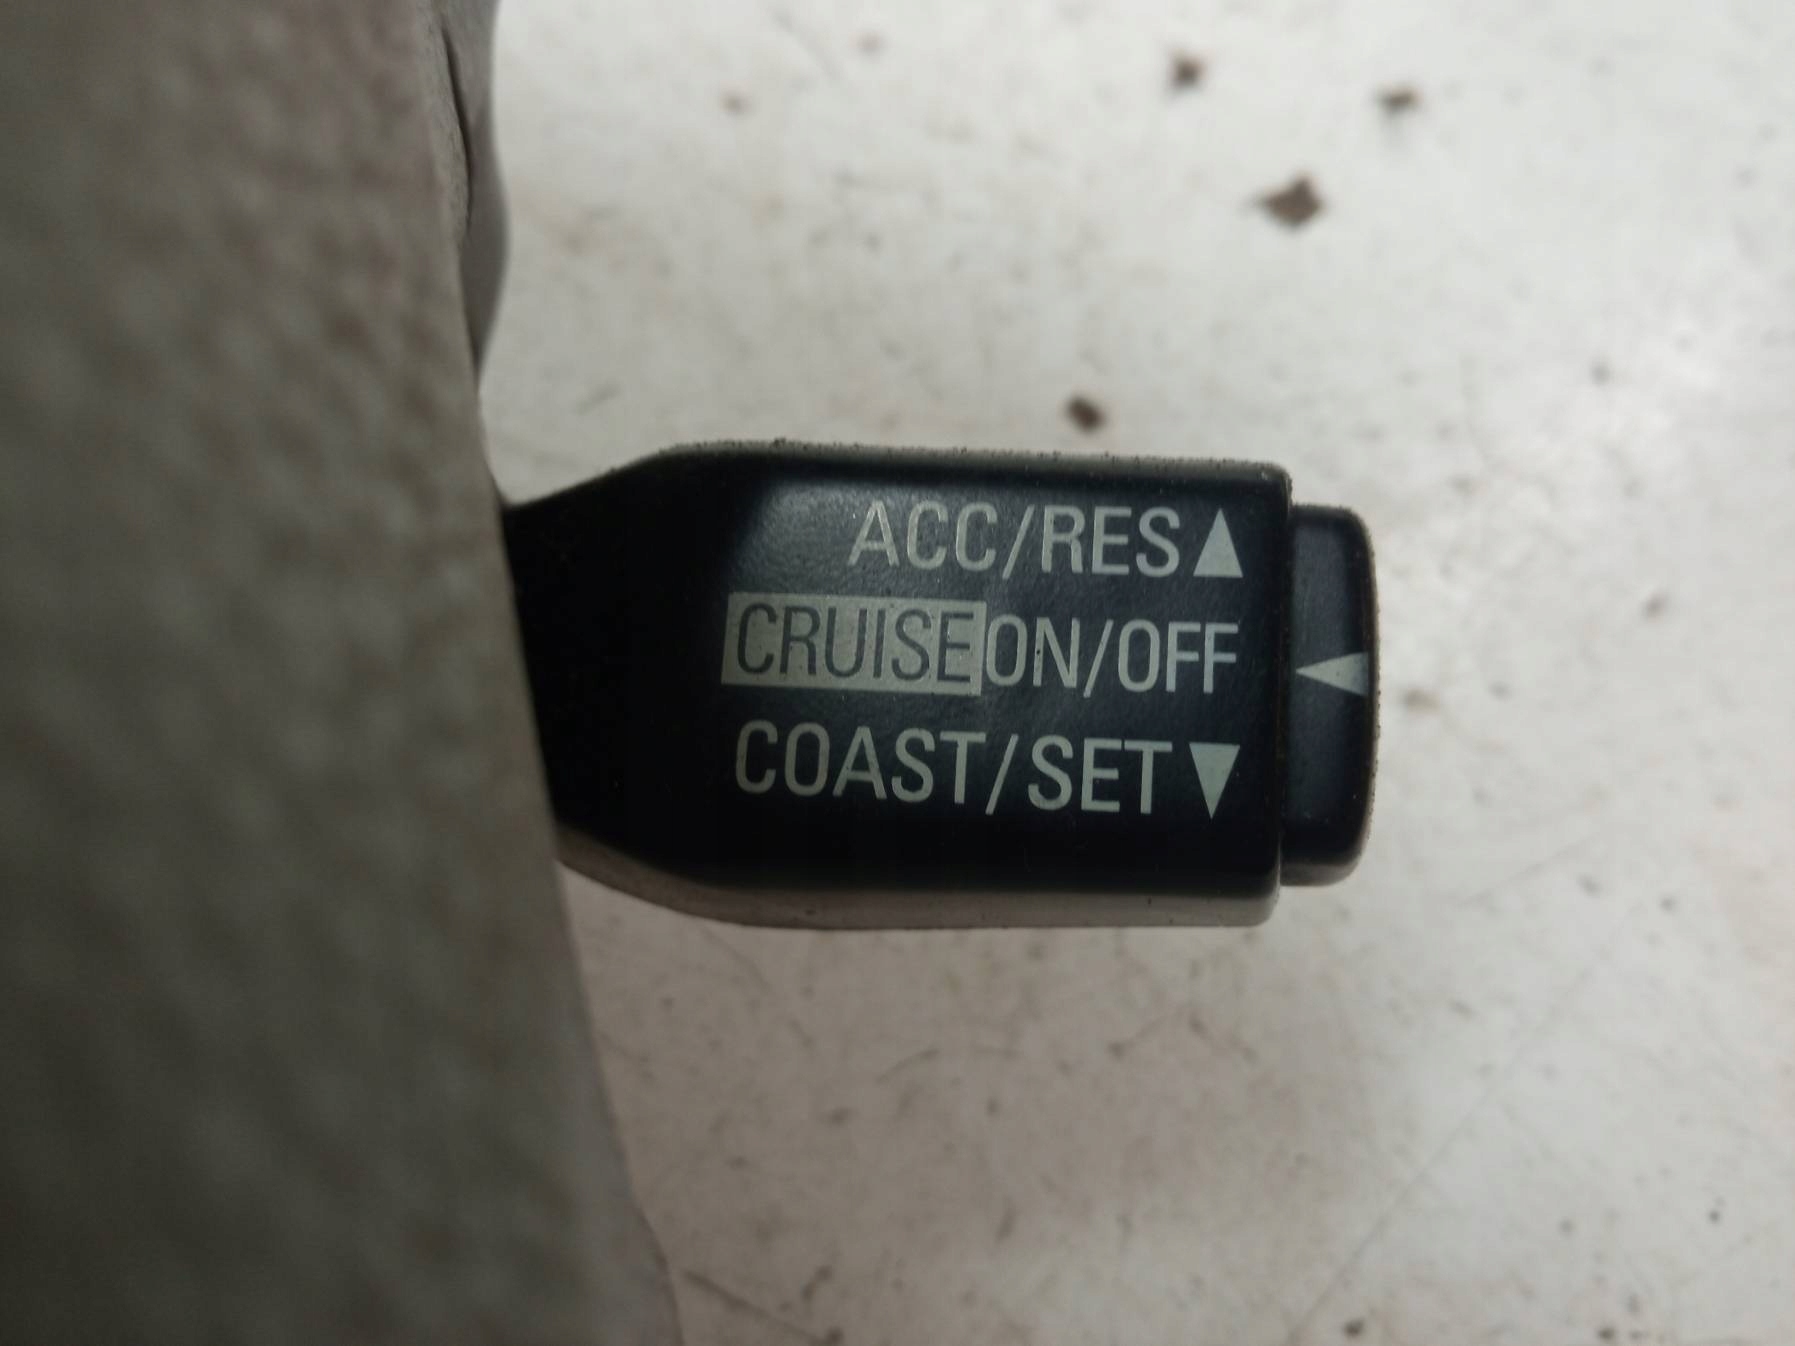 ACC/RES▲
CRUISE ON/OFF ◀
COAST/SET▼